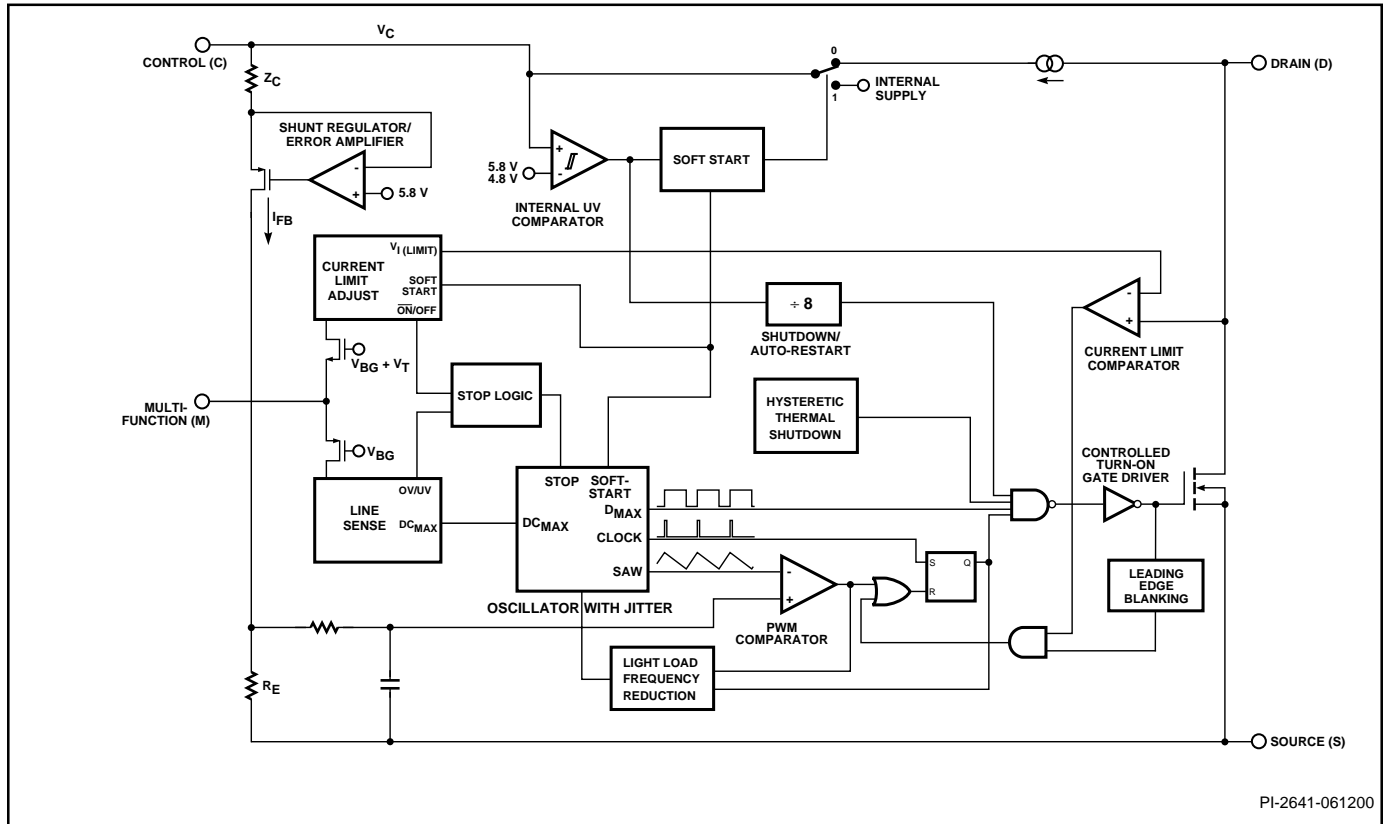 V_C
0
CONTROL (C)
DRAIN (D)
Z_C
INTERNAL
SUPPLY
1
SHUNT REGULATOR/
ERROR AMPLIFIER
+
-
SOFT START
5.8 V
4.8 V
-
+
5.8 V
INTERNAL UV
COMPARATOR
I_FB
V_I (LIMIT)
CURRENT
LIMIT
ADJUST
SOFT
START
ON/OFF
÷ 8
-
+
SHUTDOWN/
AUTO-RESTART
CURRENT LIMIT
COMPARATOR
V_BG + V_T
STOP LOGIC
MULTI-
FUNCTION (M)
HYSTERETIC
THERMAL
SHUTDOWN
V_BG
CONTROLLED
TURN-ON
GATE DRIVER
STOP
SOFT-
START
OV/UV
LINE
SENSE
DC_MAX
DC_MAX
D_MAX
CLOCK
SAW
-
+
S
Q
R
LEADING
EDGE
BLANKING
OSCILLATOR WITH JITTER
PWM
COMPARATOR
LIGHT LOAD
FREQUENCY
REDUCTION
R_E
SOURCE (S)
PI-2641-061200